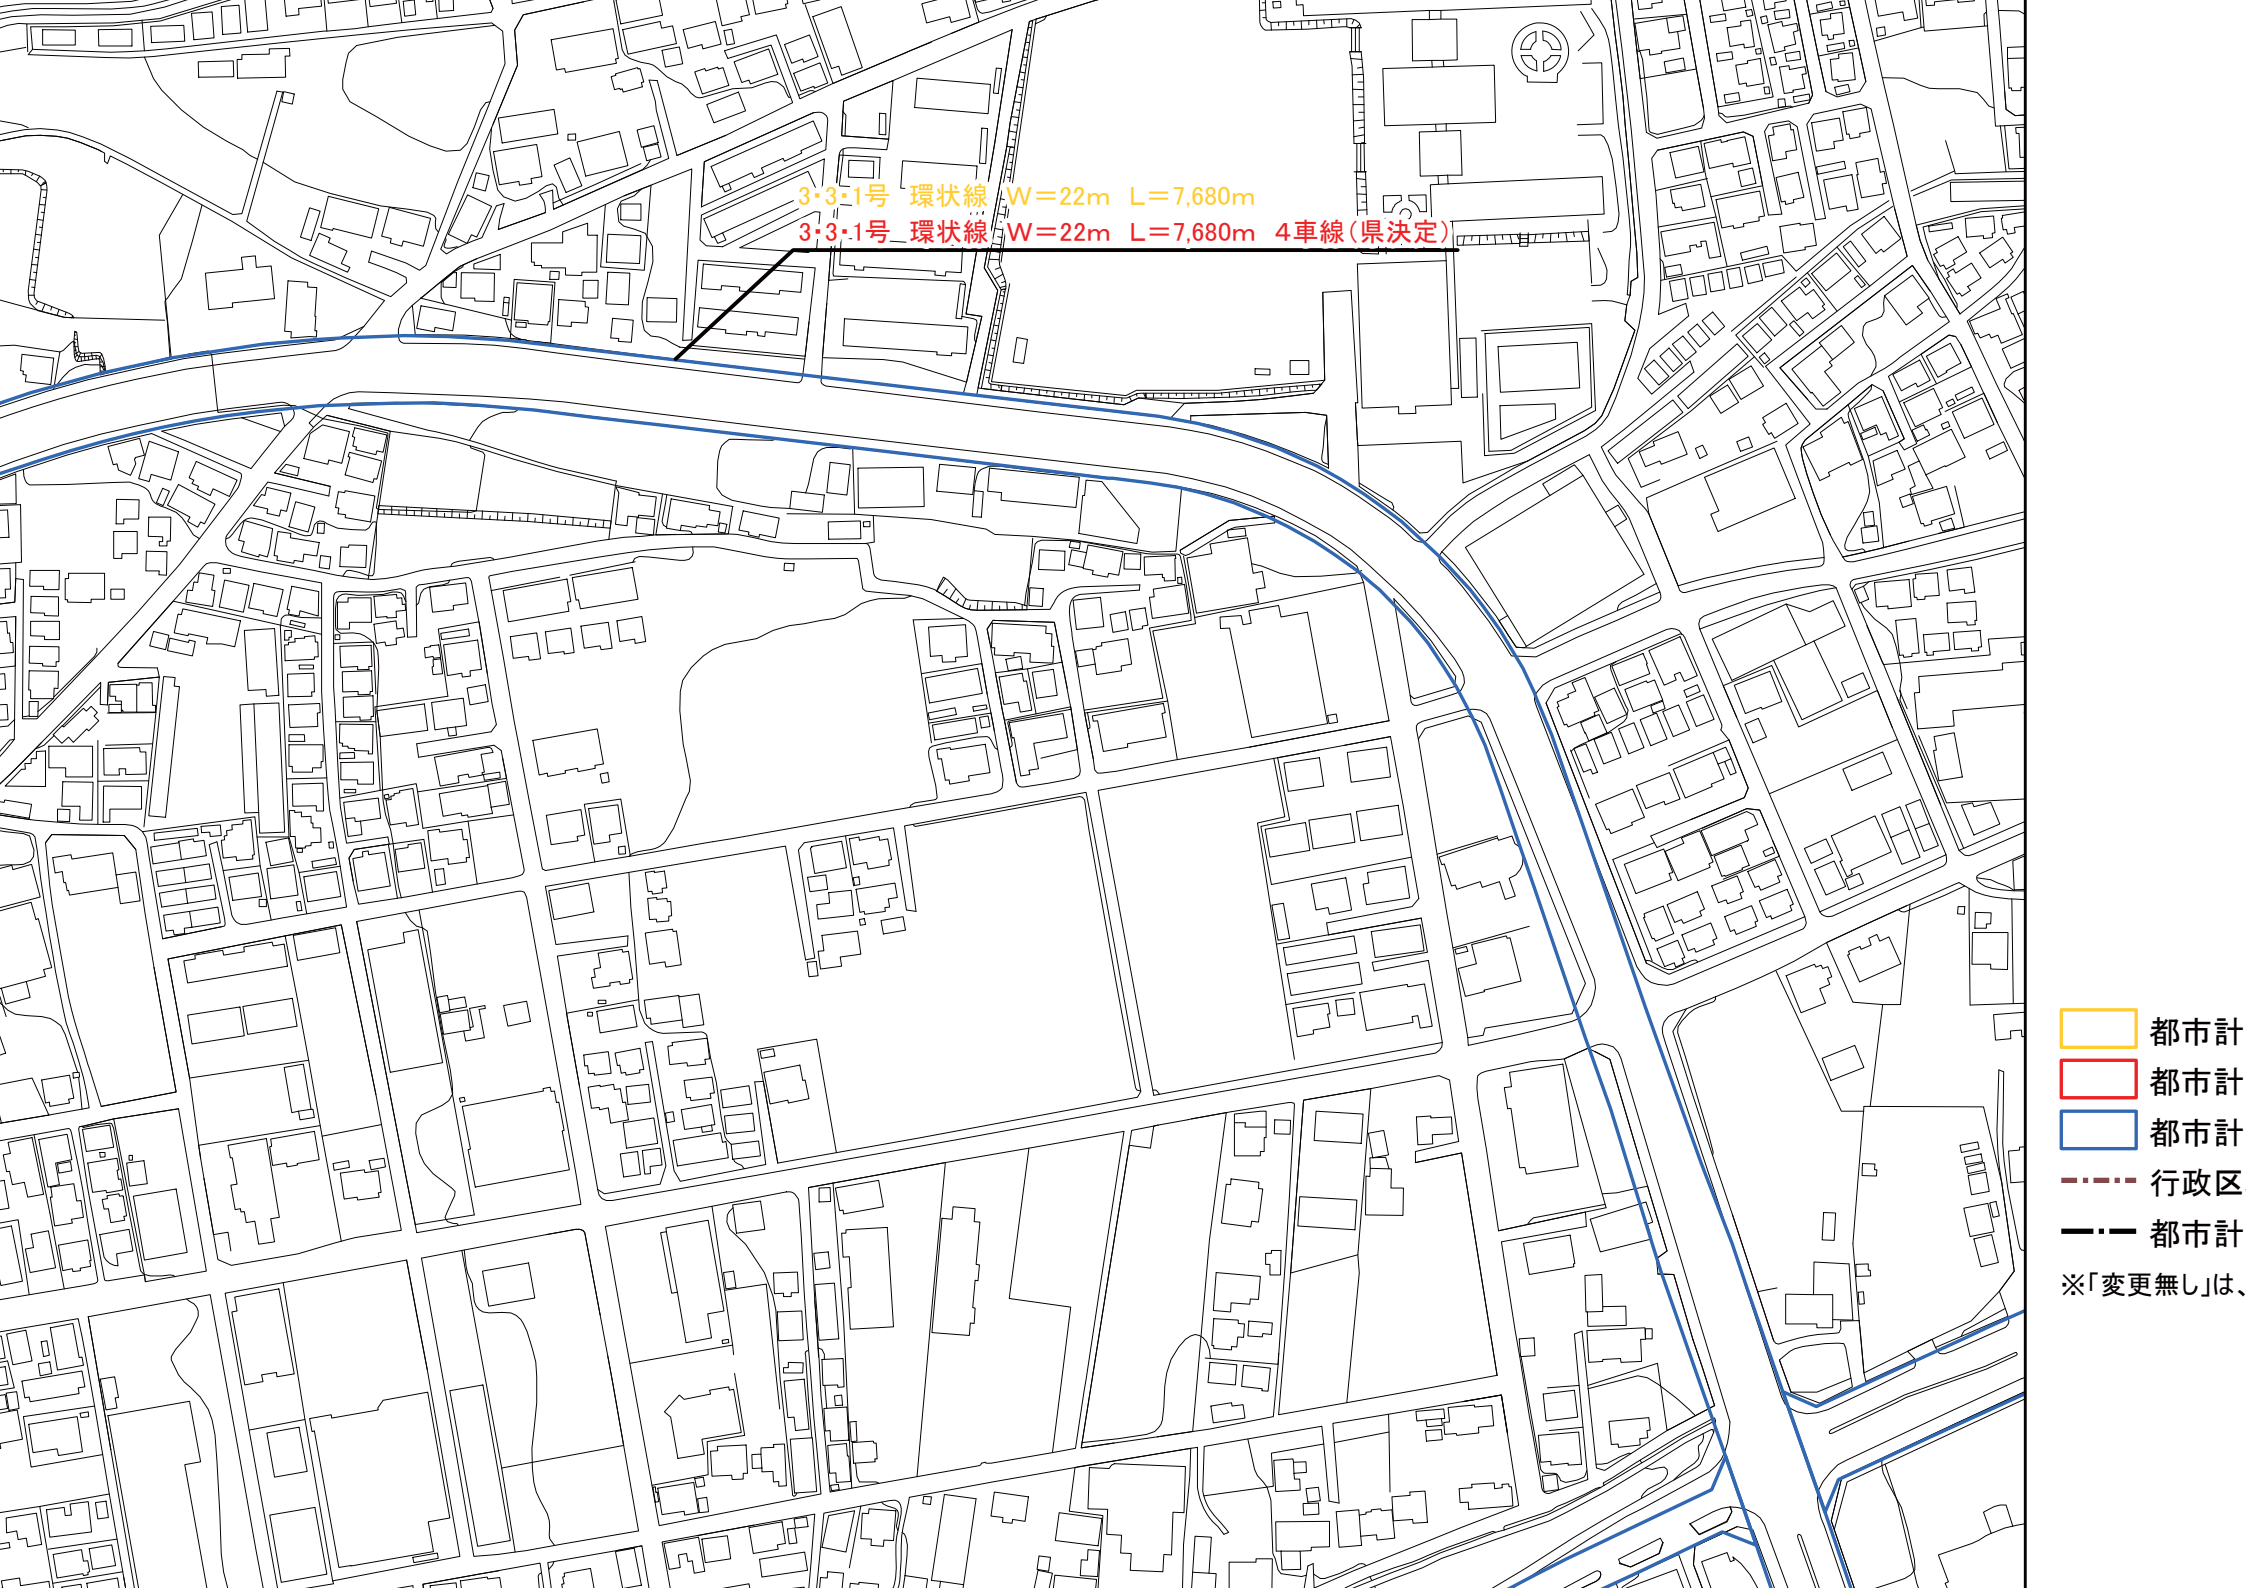 3・3・1号 環状線 W＝22m L＝7,680m
3・3・1号 環状線 W＝22m L＝7,680m 4車線（県決定）
都市計
都市計
都市計
行政区
都市計
※「変更無し」は、